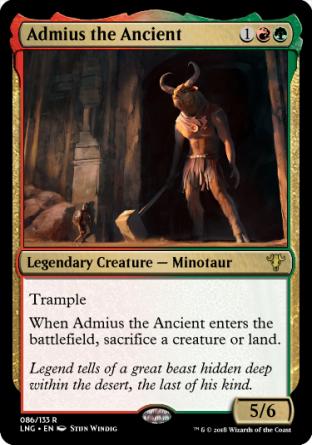 Admius the Ancient 1
Legendary Creature — Minotaur
Trample
When Admius the Ancient enters the
battlefield, sacrifice a creature or land.
Legend tells of a great beast hidden deep
within the desert, the last of his kind.
5/6
086/133 R
LNG • EN Stijn Windig
™ & © 2018 Wizards of the Coast